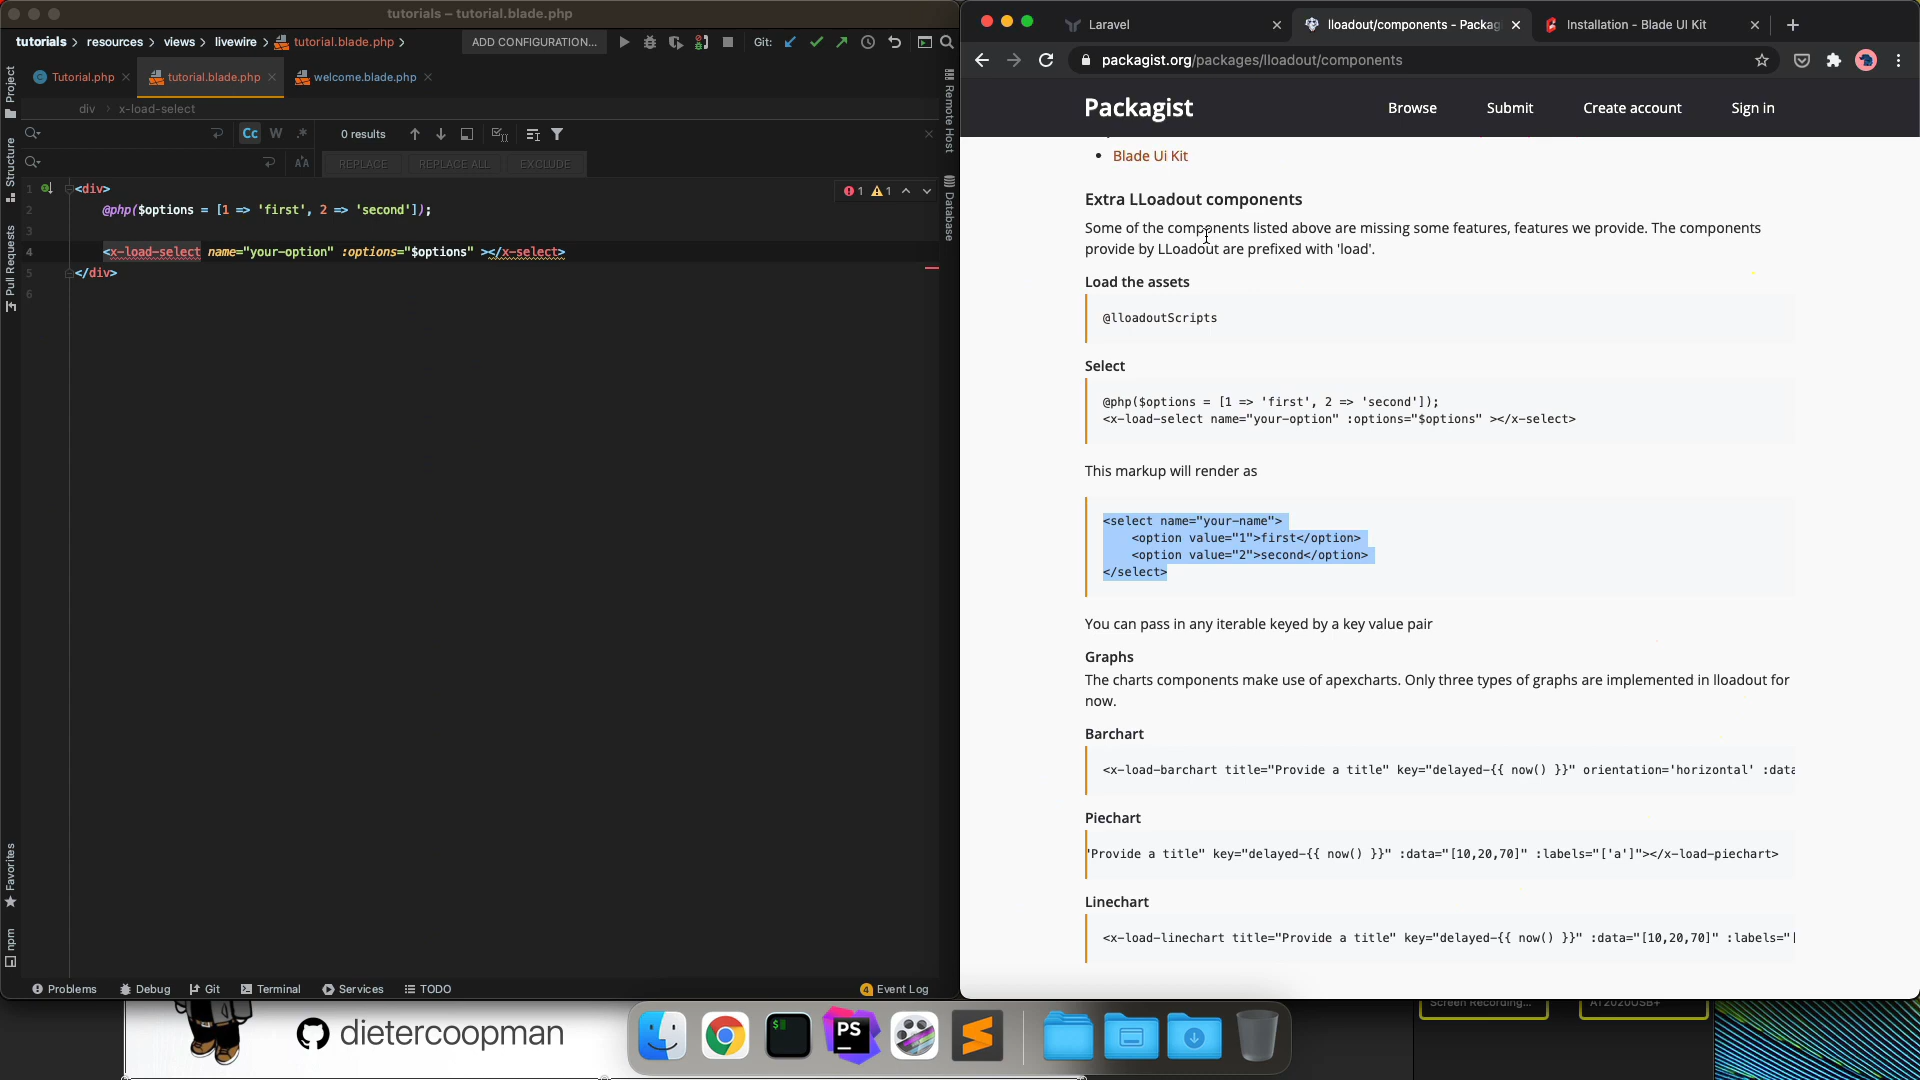 tutorials – tutorial.blade.php
tutorials > resources > views > livewire > tutorial.blade.php >
ADD CONFIGURATION...
Git:
Tutorial.php
tutorial.blade.php
welcome.blade.php
div > x-load-select
Cc W .*
0 results
REPLACE REPLACE ALL EXCLUDE
1 <div>
2 @php($options = [1 => 'first', 2 => 'second']);
3
4 <x-load-select name="your-option" :options="$options" ></x-select>
5 </div>
6
1 1
Project
Structure
Pull Requests
Favorites
npm
Remote Host
Database
Problems
Debug
Git
Terminal
Services
TODO
4 Event Log
Laravel
lloadout/components - Packag
Installation - Blade UI Kit
packagist.org/packages/lloadout/components
Packagist
Browse
Submit
Create account
Sign in
• Blade Ui Kit
Extra LLoadout components
Some of the components listed above are missing some features, features we provide. The components
provide by LLoadout are prefixed with 'load'.
Load the assets
@lloadoutScripts
Select
@php($options = [1 => 'first', 2 => 'second']);
<x-load-select name="your-option" :options="$options" ></x-select>
This markup will render as
<select name="your-name">
<option value="1">first</option>
<option value="2">second</option>
</select>
You can pass in any iterable keyed by a key value pair
Graphs
The charts components make use of apexcharts. Only three types of graphs are implemented in lloadout for
now.
Barchart
<x-load-barchart title="Provide a title" key="delayed-{{ now() }}" orientation='horizontal' :data
Piechart
'Provide a title" key="delayed-{{ now() }}" :data="[10,20,70]" :labels="['a']"></x-load-piechart>
Linechart
<x-load-linechart title="Provide a title" key="delayed-{{ now() }}" :data="[10,20,70]" :labels="[
dietercoopman
PS
Screen Recording...
AT2020USB+